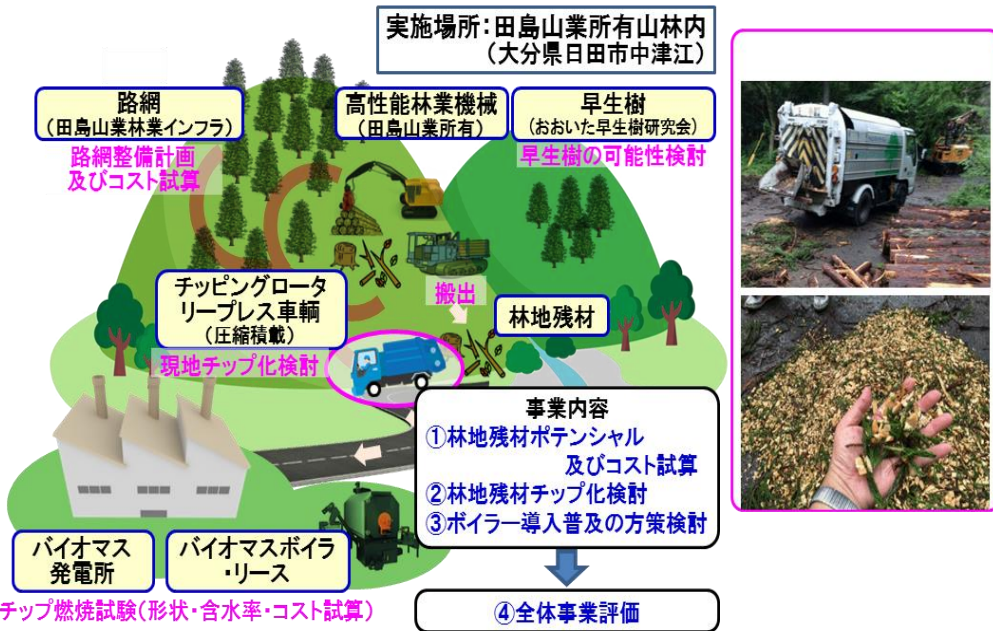 実施場所：田島山業所有山林内
（大分県日田市中津江）
路網
（田島山業林業インフラ）
路網整備計画
及びコスト試算
高性能林業機械
（田島山業所有）
早生樹
（おおいた早生樹研究会）
早生樹の可能性検討
チッピングロータ
リープレス車輌
（圧縮積載）
現地チップ化検討
搬出
林地残材
事業内容
①林地残材ポテンシャル
及びコスト試算
②林地残材チップ化検討
③ボイラー導入普及の方策検討
④全体事業評価
バイオマス
発電所
バイオマスボイラ
・リース
チップ燃焼試験（形状・含水率・コスト試算）